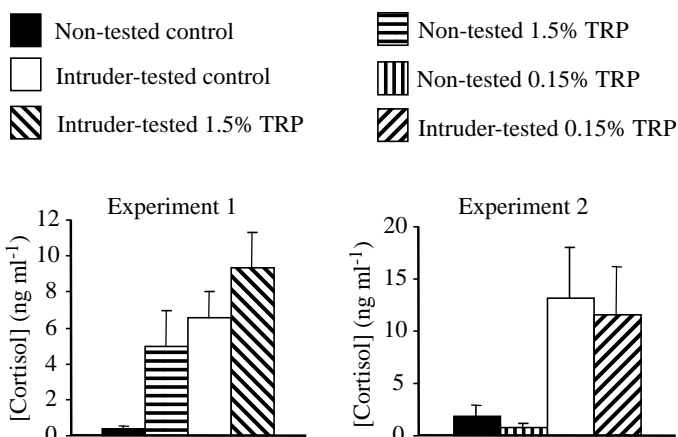 Non-tested control
Intruder-tested control
Intruder-tested 1.5% TRP
Non-tested 1.5% TRP
Non-tested 0.15% TRP
Intruder-tested 0.15% TRP
Experiment 1
[Cortisol] (ng ml-1)
12
10
8
6
4
2
0
Experiment 2
[Cortisol] (ng ml-1)
20
15
10
5
0